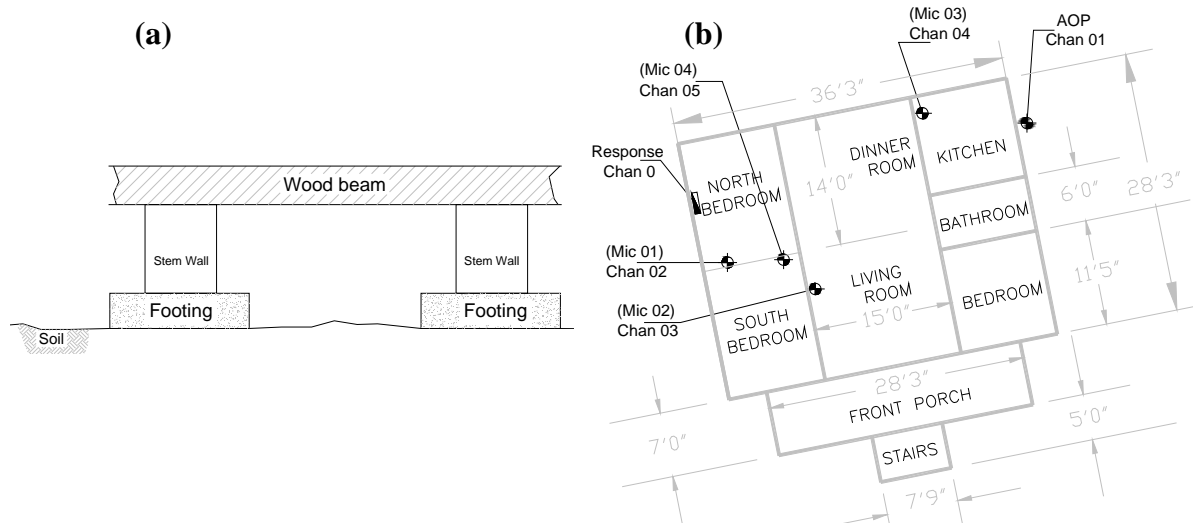 (a)
Wood beam
Stem Wall
Stem Wall
Footing
Footing
Soil
(b)
(Mic 03)
Chan 04
AOP
Chan 01
(Mic 04)
Chan 05
36'3"
Response
Chan 0
NORTH
BEDROOM
14'0"
DINNER
ROOM
KITCHEN
6'0"
28'3"
BATHROOM
(Mic 01)
Chan 02
LIVING
ROOM
BEDROOM
11'5"
(Mic 02)
Chan 03
SOUTH
BEDROOM
15'0"
28'3"
FRONT PORCH
7'0"
5'0"
STAIRS
7'9"